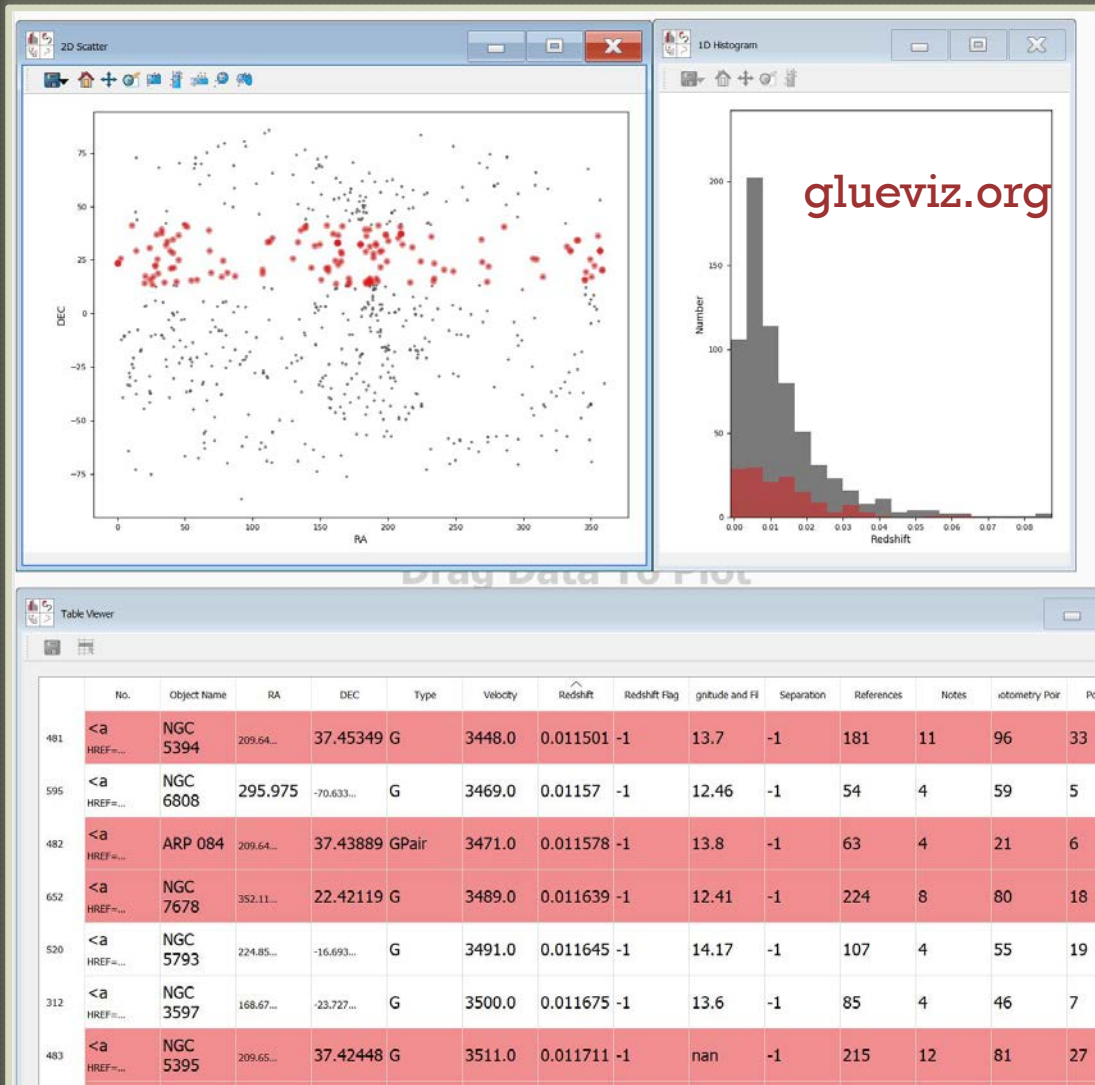 2D Scatter
75
50
25
0
−25
−50
−75
DEC
0 50 100 150 200 250 300 350
RA
1D Histogram
glueviz.org
200
150
100
50
0
Number
0.00 0.01 0.02 0.03 0.04 0.05 0.06 0.07 0.08
Redshift
Drag Data To Plot
Table Viewer
No. Object Name RA DEC Type Velocity Redshift Redshift Flag gnitude and Fil Separation References Notes otometry Poir Po
481 <a HREF=... NGC 5394 209.64... 37.45349 G 3448.0 0.011501 -1 13.7 -1 181 11 96 33
595 <a HREF=... NGC 6808 295.975 -70.633... G 3469.0 0.01157 -1 12.46 -1 54 4 59 5
482 <a HREF=... ARP 084 209.64... 37.43889 GPair 3471.0 0.011578 -1 13.8 -1 63 4 21 6
652 <a HREF=... NGC 7678 352.11... 22.42119 G 3489.0 0.011639 -1 12.41 -1 224 8 80 18
520 <a HREF=... NGC 5793 224.85... -16.693... G 3491.0 0.011645 -1 14.17 -1 107 4 55 19
312 <a HREF=... NGC 3597 168.67... -23.727... G 3500.0 0.011675 -1 13.6 -1 85 4 46 7
483 <a HREF=... NGC 5395 209.65... 37.42448 G 3511.0 0.011711 -1 nan -1 215 12 81 27